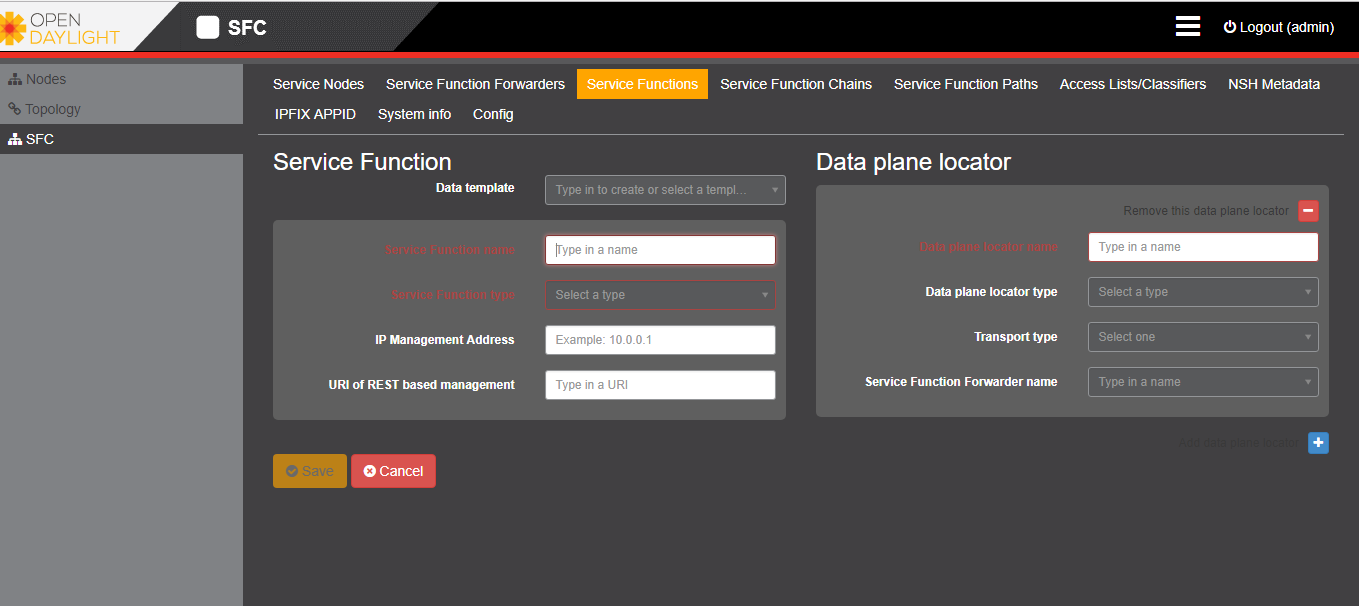 OPEN
DAYLIGHT
SFC
Logout (admin)
Nodes
Topology
SFC
Service Nodes
Service Function Forwarders
Service Functions
Service Function Chains
Service Function Paths
Access Lists/Classifiers
NSH Metadata
IPFIX APPID
System info
Config
Service Function
Data template
Type in to create or select a templ...
Service Function name
Type in a name
Service Function type
Select a type
IP Management Address
Example: 10.0.0.1
URI of REST based management
Type in a URI
Save
Cancel
Data plane locator
Remove this data plane locator
Data plane locator name
Type in a name
Data plane locator type
Select a type
Transport type
Select one
Service Function Forwarder name
Type in a name
Add data plane locator